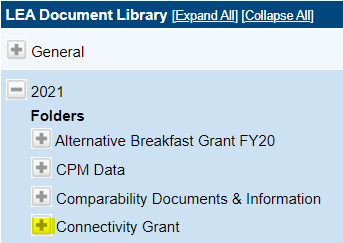 LEA Document Library [Expand All] [Collapse All]
General
2021
Folders
Alternative Breakfast Grant FY20
CPM Data
Comparability Documents & Information
Connectivity Grant